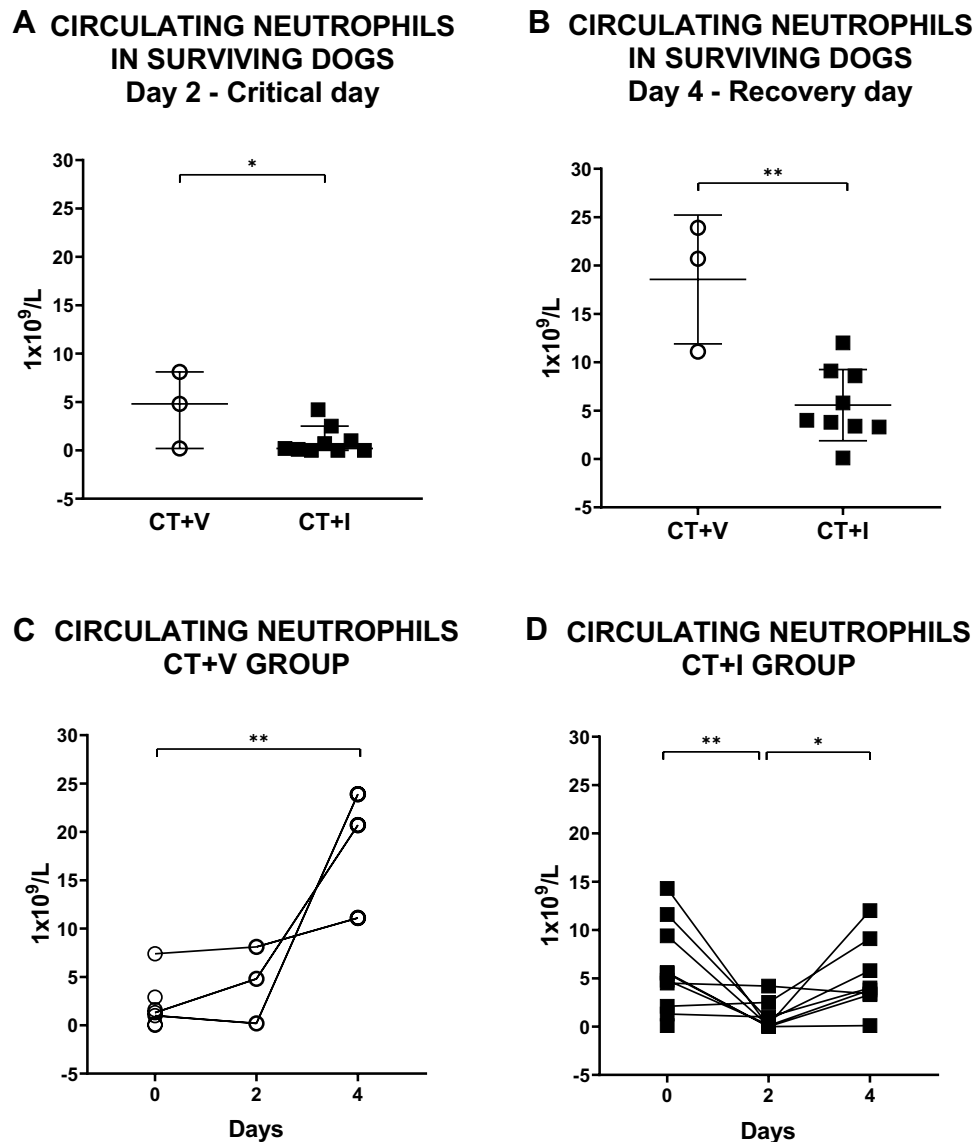 A CIRCULATING NEUTROPHILS
IN SURVIVING DOGS
Day 2 - Critical day
30
25
20
15
10
5
0
-5
1x10⁹/L
*
CT+V CT+I
B CIRCULATING NEUTROPHILS
IN SURVIVING DOGS
Day 4 - Recovery day
30
25
20
15
10
5
0
-5
1x10⁹/L
**
CT+V CT+I
C CIRCULATING NEUTROPHILS
CT+V GROUP
30
25
20
15
10
5
0
-5
1x10⁹/L
**
0 2 4
Days
D CIRCULATING NEUTROPHILS
CT+I GROUP
30
25
20
15
10
5
0
-5
1x10⁹/L
** *
0 2 4
Days